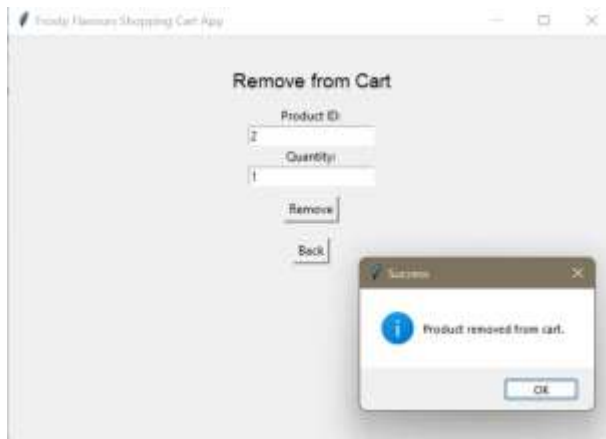 Frosty Flavours Shopping Cart App
Remove from Cart
Product ID:
2
Quantity:
1
Remove
Back
Success
Product removed from cart.
OK